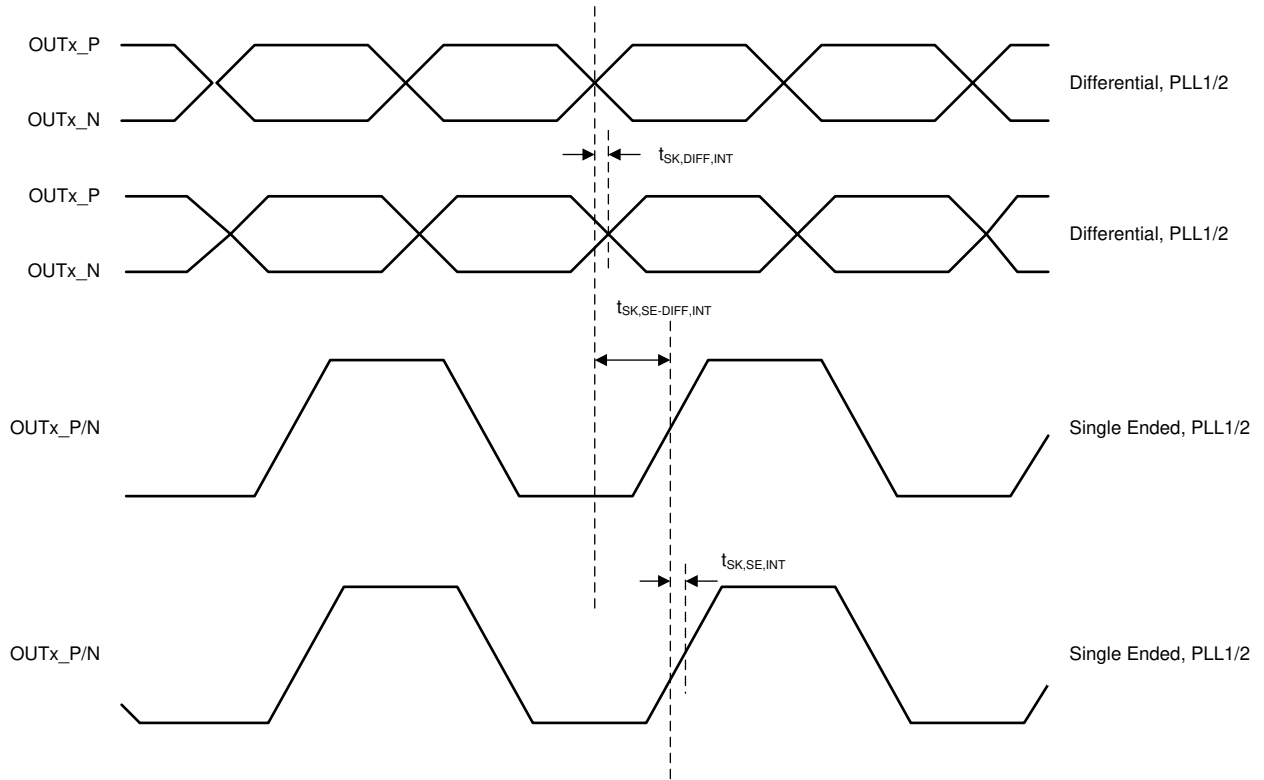 OUTx_P
Differential, PLL1/2
OUTx_N
tSK,DIFF,INT
OUTx_P
Differential, PLL1/2
OUTx_N
tSK,SE-DIFF,INT
OUTx_P/N
Single Ended, PLL1/2
tSK,SE,INT
OUTx_P/N
Single Ended, PLL1/2